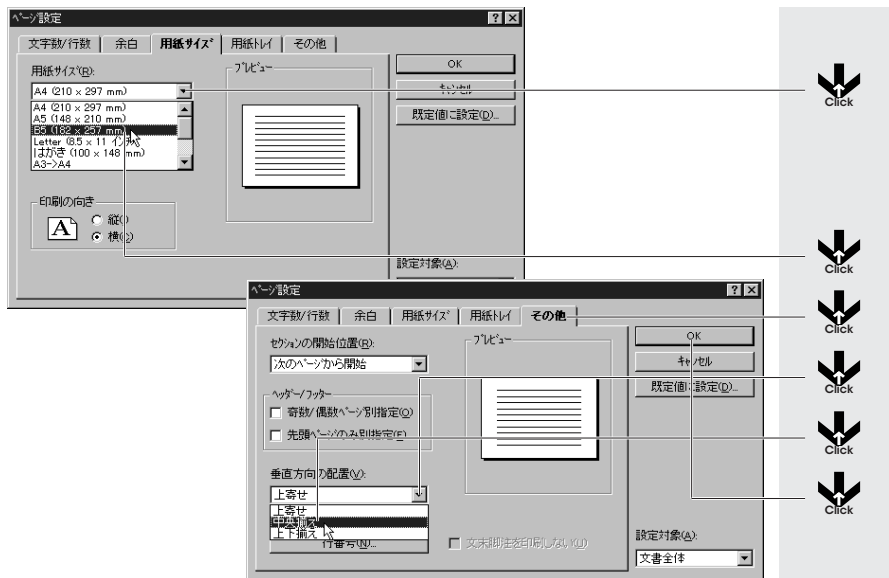 ページ設定
文字数/行数 余白 用紙サイズ 用紙トレイ その他
用紙サイズ(R):
A4 (210 x 297 mm)
A4 (210 x 297 mm)
A5 (148 x 210 mm)
B5 (182 x 257 mm)
Letter (8.5 x 11 インチ)
はがき (100 x 148 mm)
A3->A4
印刷の向き
A
縦
横
プレビュー
OK
キャンセル
既定値に設定(D)...
設定対象(A):
Click
Click
ページ設定
文字数/行数 余白 用紙サイズ 用紙トレイ その他
セクションの開始位置(R):
次のページから開始
ヘッダー/フッター
奇数/偶数ページ別指定(O)
先頭ページのみ別指定(F)
垂直方向の配置(V):
上寄せ
上寄せ
中央揃え
上下揃え
行番号(N)...
プレビュー
文末脚注を印刷しない(U)
OK
キャンセル
既定値に設定(D)...
設定対象(A):
文書全体
Click
Click
Click
Click